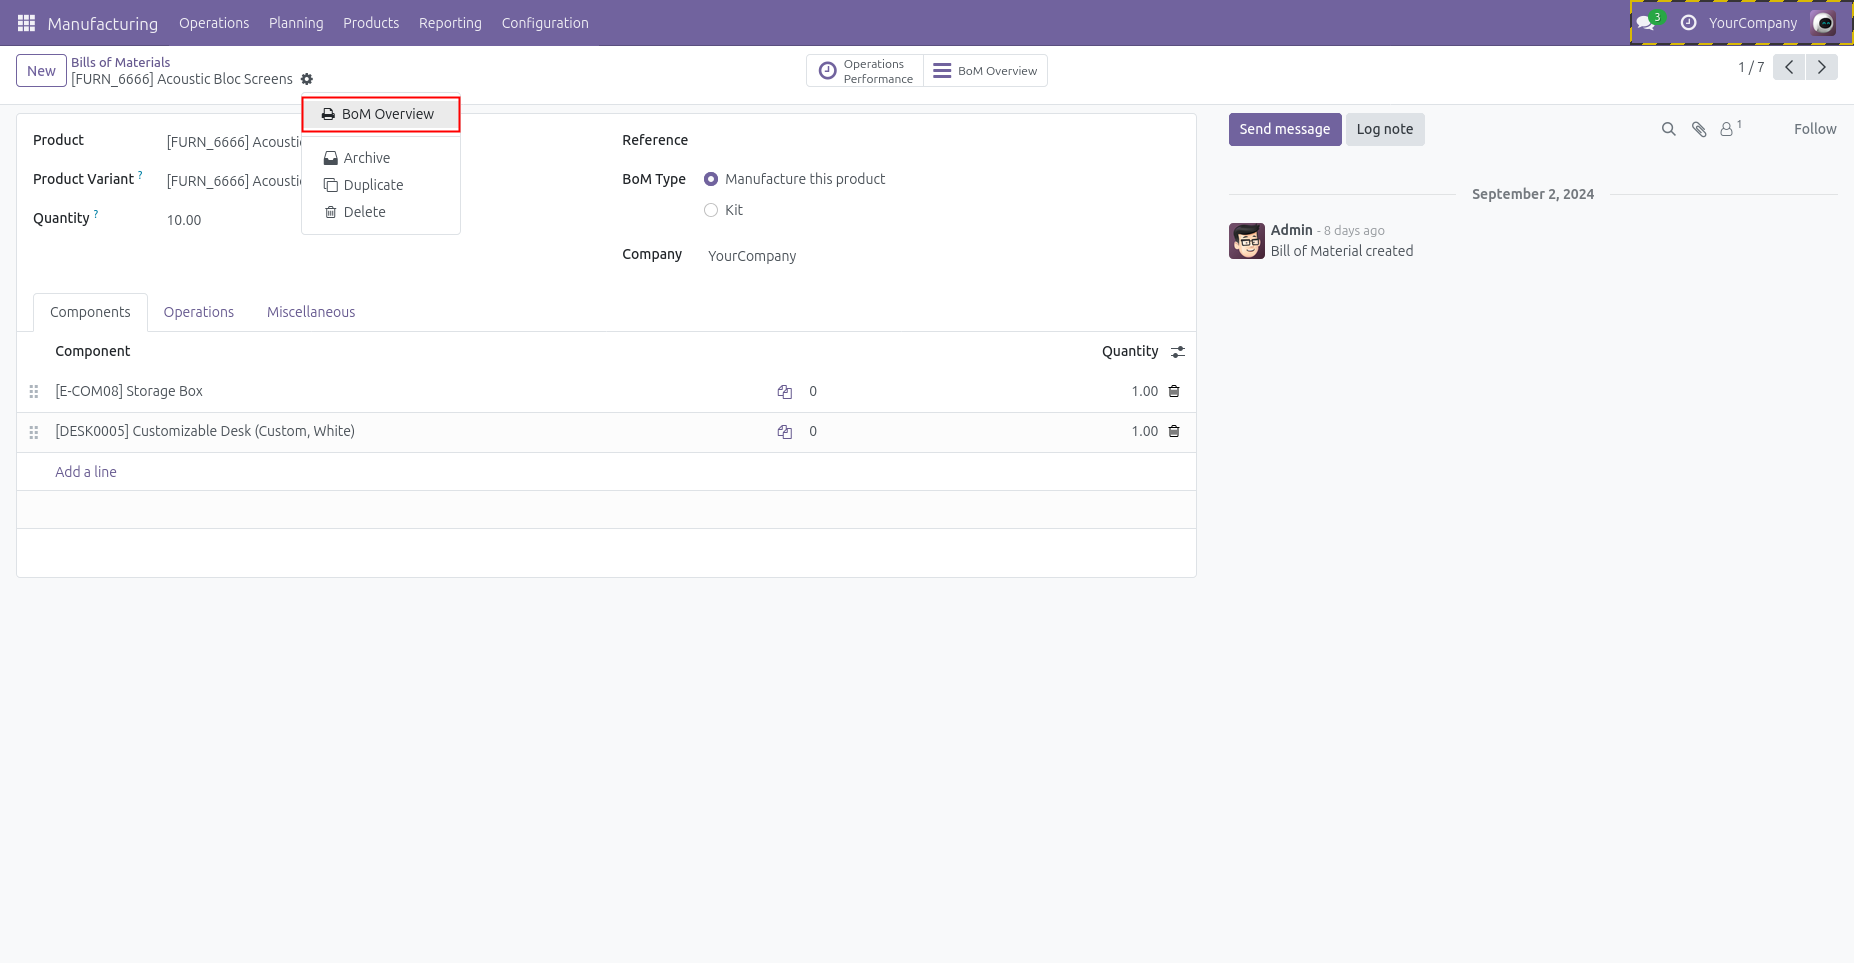 Manufacturing Operations Planning Products Reporting Configuration 3 YourCompany
New Bills of Materials
[FURN_6666] Acoustic Bloc Screens
Operations Performance
BoM Overview
1 / 7
BoM Overview
Archive
Duplicate
Delete
Product [FURN_6666] Acousti
Product Variant ? [FURN_6666] Acousti
Quantity ? 10.00
Reference
BoM Type Manufacture this product
Kit
Company YourCompany
Send message Log note 1 Follow
September 2, 2024
Admin - 8 days ago
Bill of Material created
Components Operations Miscellaneous
Component Quantity
[E-COM08] Storage Box 0 1.00
[DESK0005] Customizable Desk (Custom, White) 0 1.00
Add a line